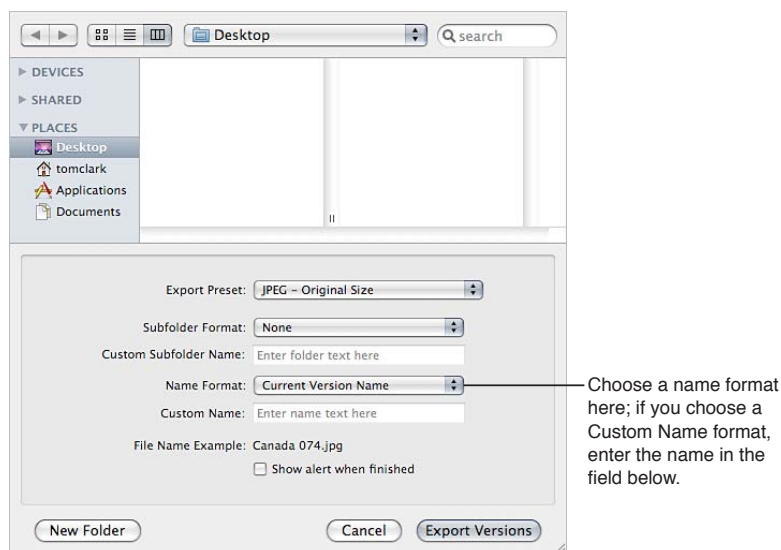 Desktop
search
DEVICES
SHARED
PLACES
Desktop
tomclark
Applications
Documents
Export Preset: JPEG – Original Size
Subfolder Format: None
Custom Subfolder Name: Enter folder text here
Name Format: Current Version Name
Custom Name: Enter name text here
File Name Example: Canada 074.jpg
Show alert when finished
New Folder
Cancel
Export Versions
Choose a name format
here; if you choose a
Custom Name format,
enter the name in the
field below.